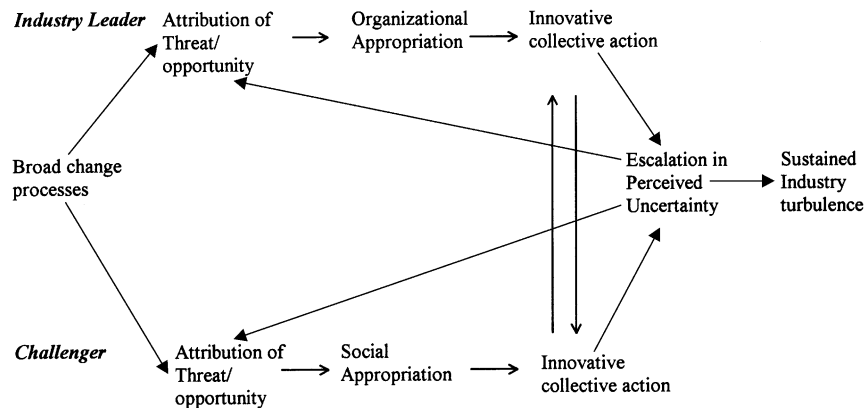 Industry Leader
Attribution of
Threat/
opportunity
Organizational
Appropriation
Innovative
collective action
Broad change
processes
Escalation in
Perceived
Uncertainty
Sustained
Industry
turbulence
Challenger
Attribution of
Threat/
opportunity
Social
Appropriation
Innovative
collective action